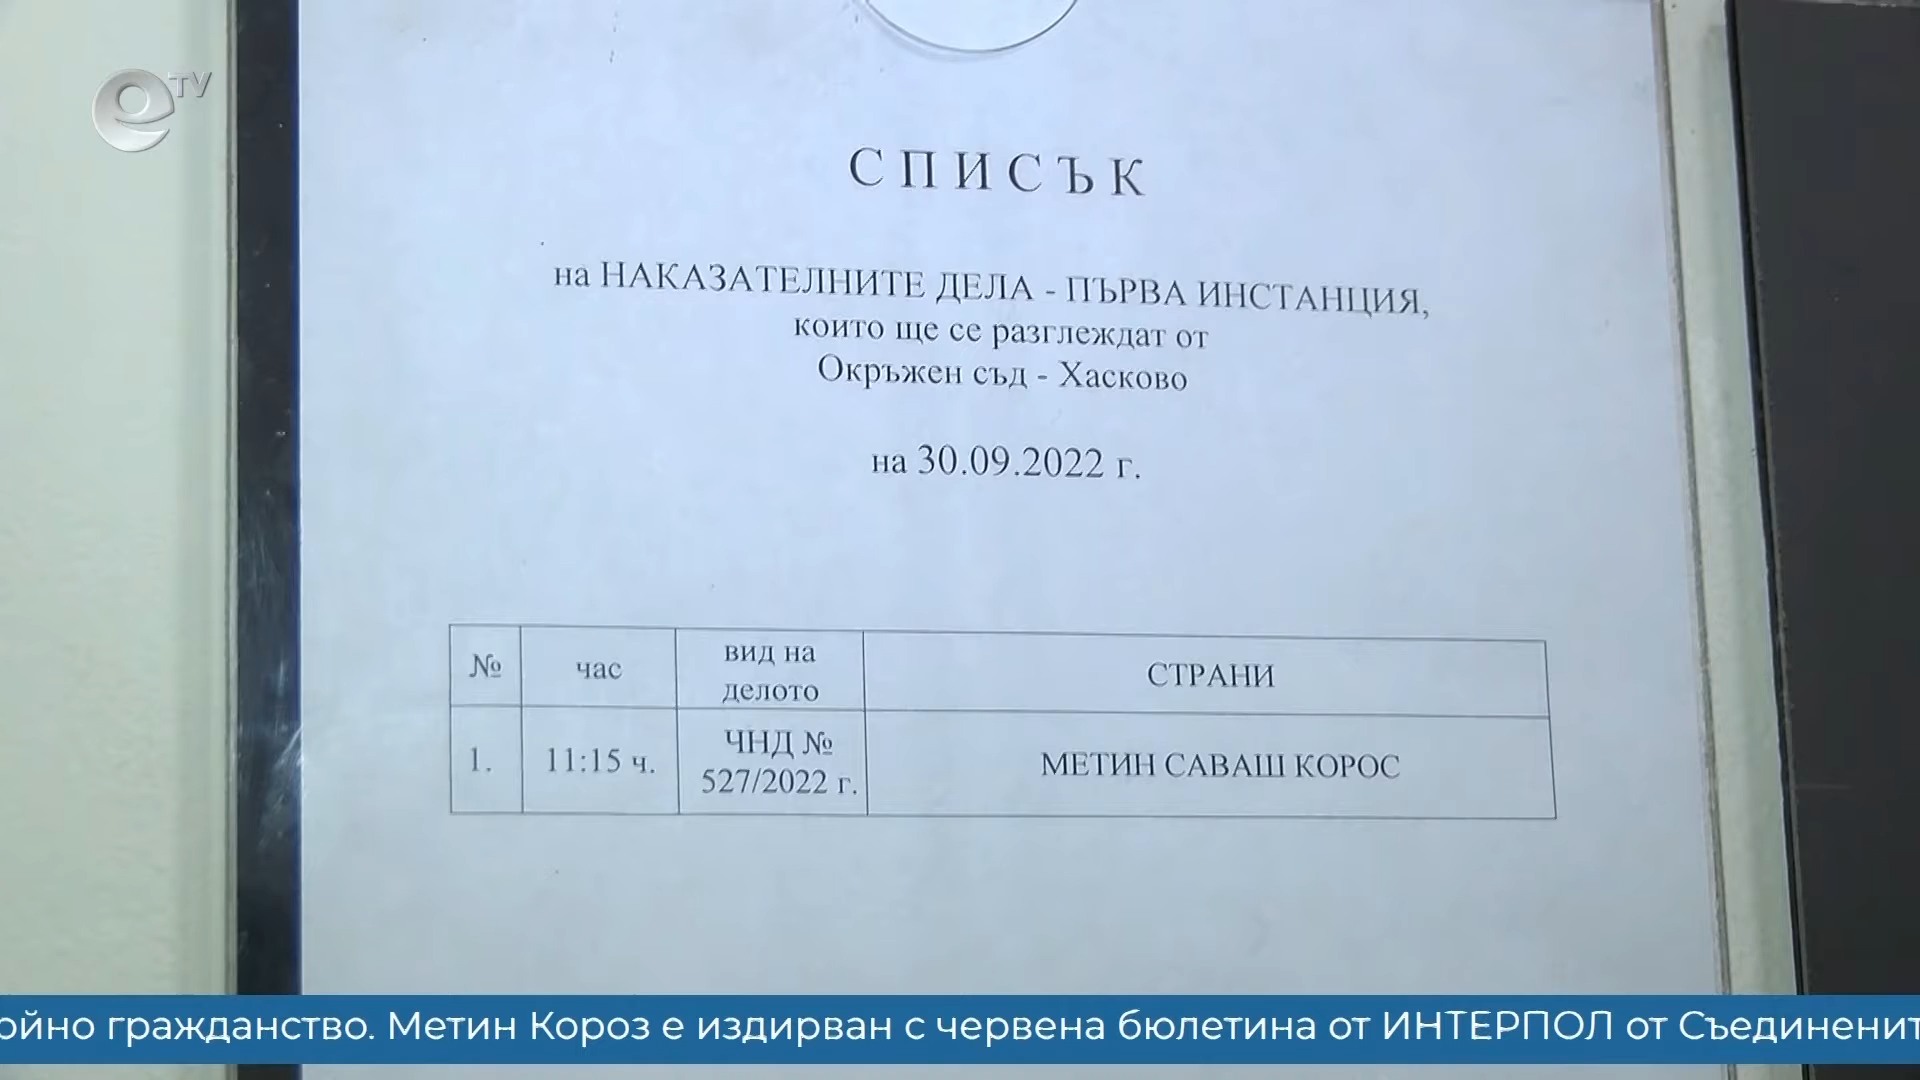 e TV
СПИСЪК
на НАКАЗАТЕЛНИТЕ ДЕЛА - ПЪРВА ИНСТАНЦИЯ,
които ще се разглеждат от
Окръжен съд - Хасково
на 30.09.2022 г.
№ час вид на делото СТРАНИ
1. 11:15 ч. ЧНД № 527/2022 г. МЕТИН САВАШ КОРОС
ойно гражданство. Метин Короз е издирван с червена бюлетина от ИНТЕРПОЛ от Съединенит